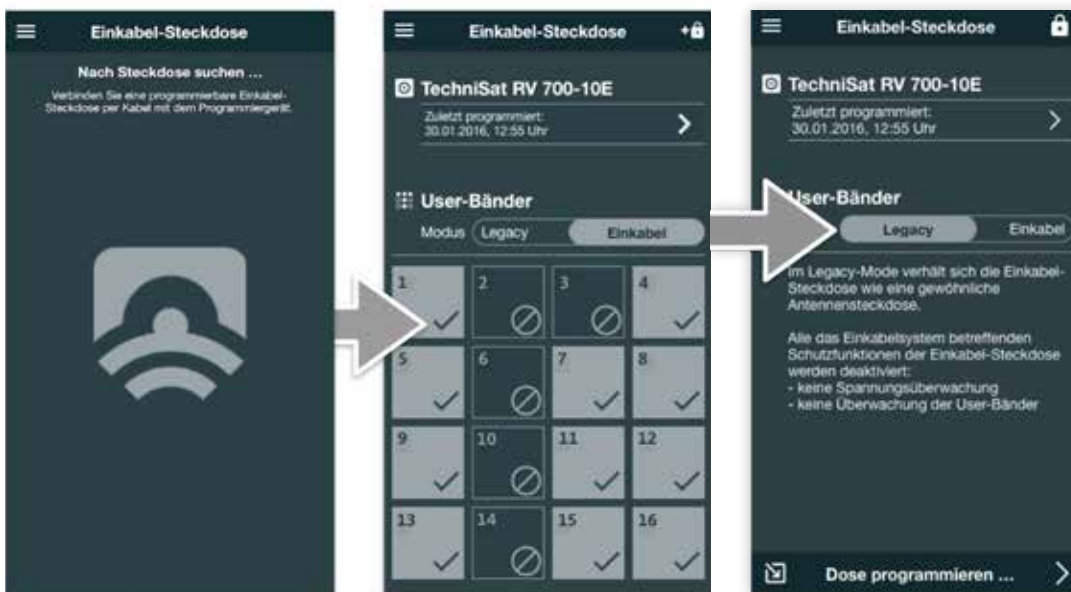 Einkabel-Steckdose
Nach Steckdose suchen ...
Verbinden Sie eine programmierbare Einkabel-
Steckdose per Kabel mit dem Programmiergerät.
Einkabel-Steckdose
TechniSat RV 700-10E
Zuletzt programmiert:
30.01.2016, 12:55 Uhr
User-Bänder
Modus Legacy Einkabel
1 2 3 4
5 6 7 8
9 10 11 12
13 14 15 16
Einkabel-Steckdose
TechniSat RV 700-10E
Zuletzt programmiert:
30.01.2016, 12:55 Uhr
User-Bänder
Legacy Einkabel
Im Legacy-Mode verhält sich die Einkabel-
Steckdose wie eine gewöhnliche
Antennensteckdose.
Alle das Einkabelsystem betreffenden
Schutzfunktionen der Einkabel-Steckdose
werden deaktiviert:
- keine Spannungsüberwachung
- keine Überwachung der User-Bänder
Dose programmieren ...